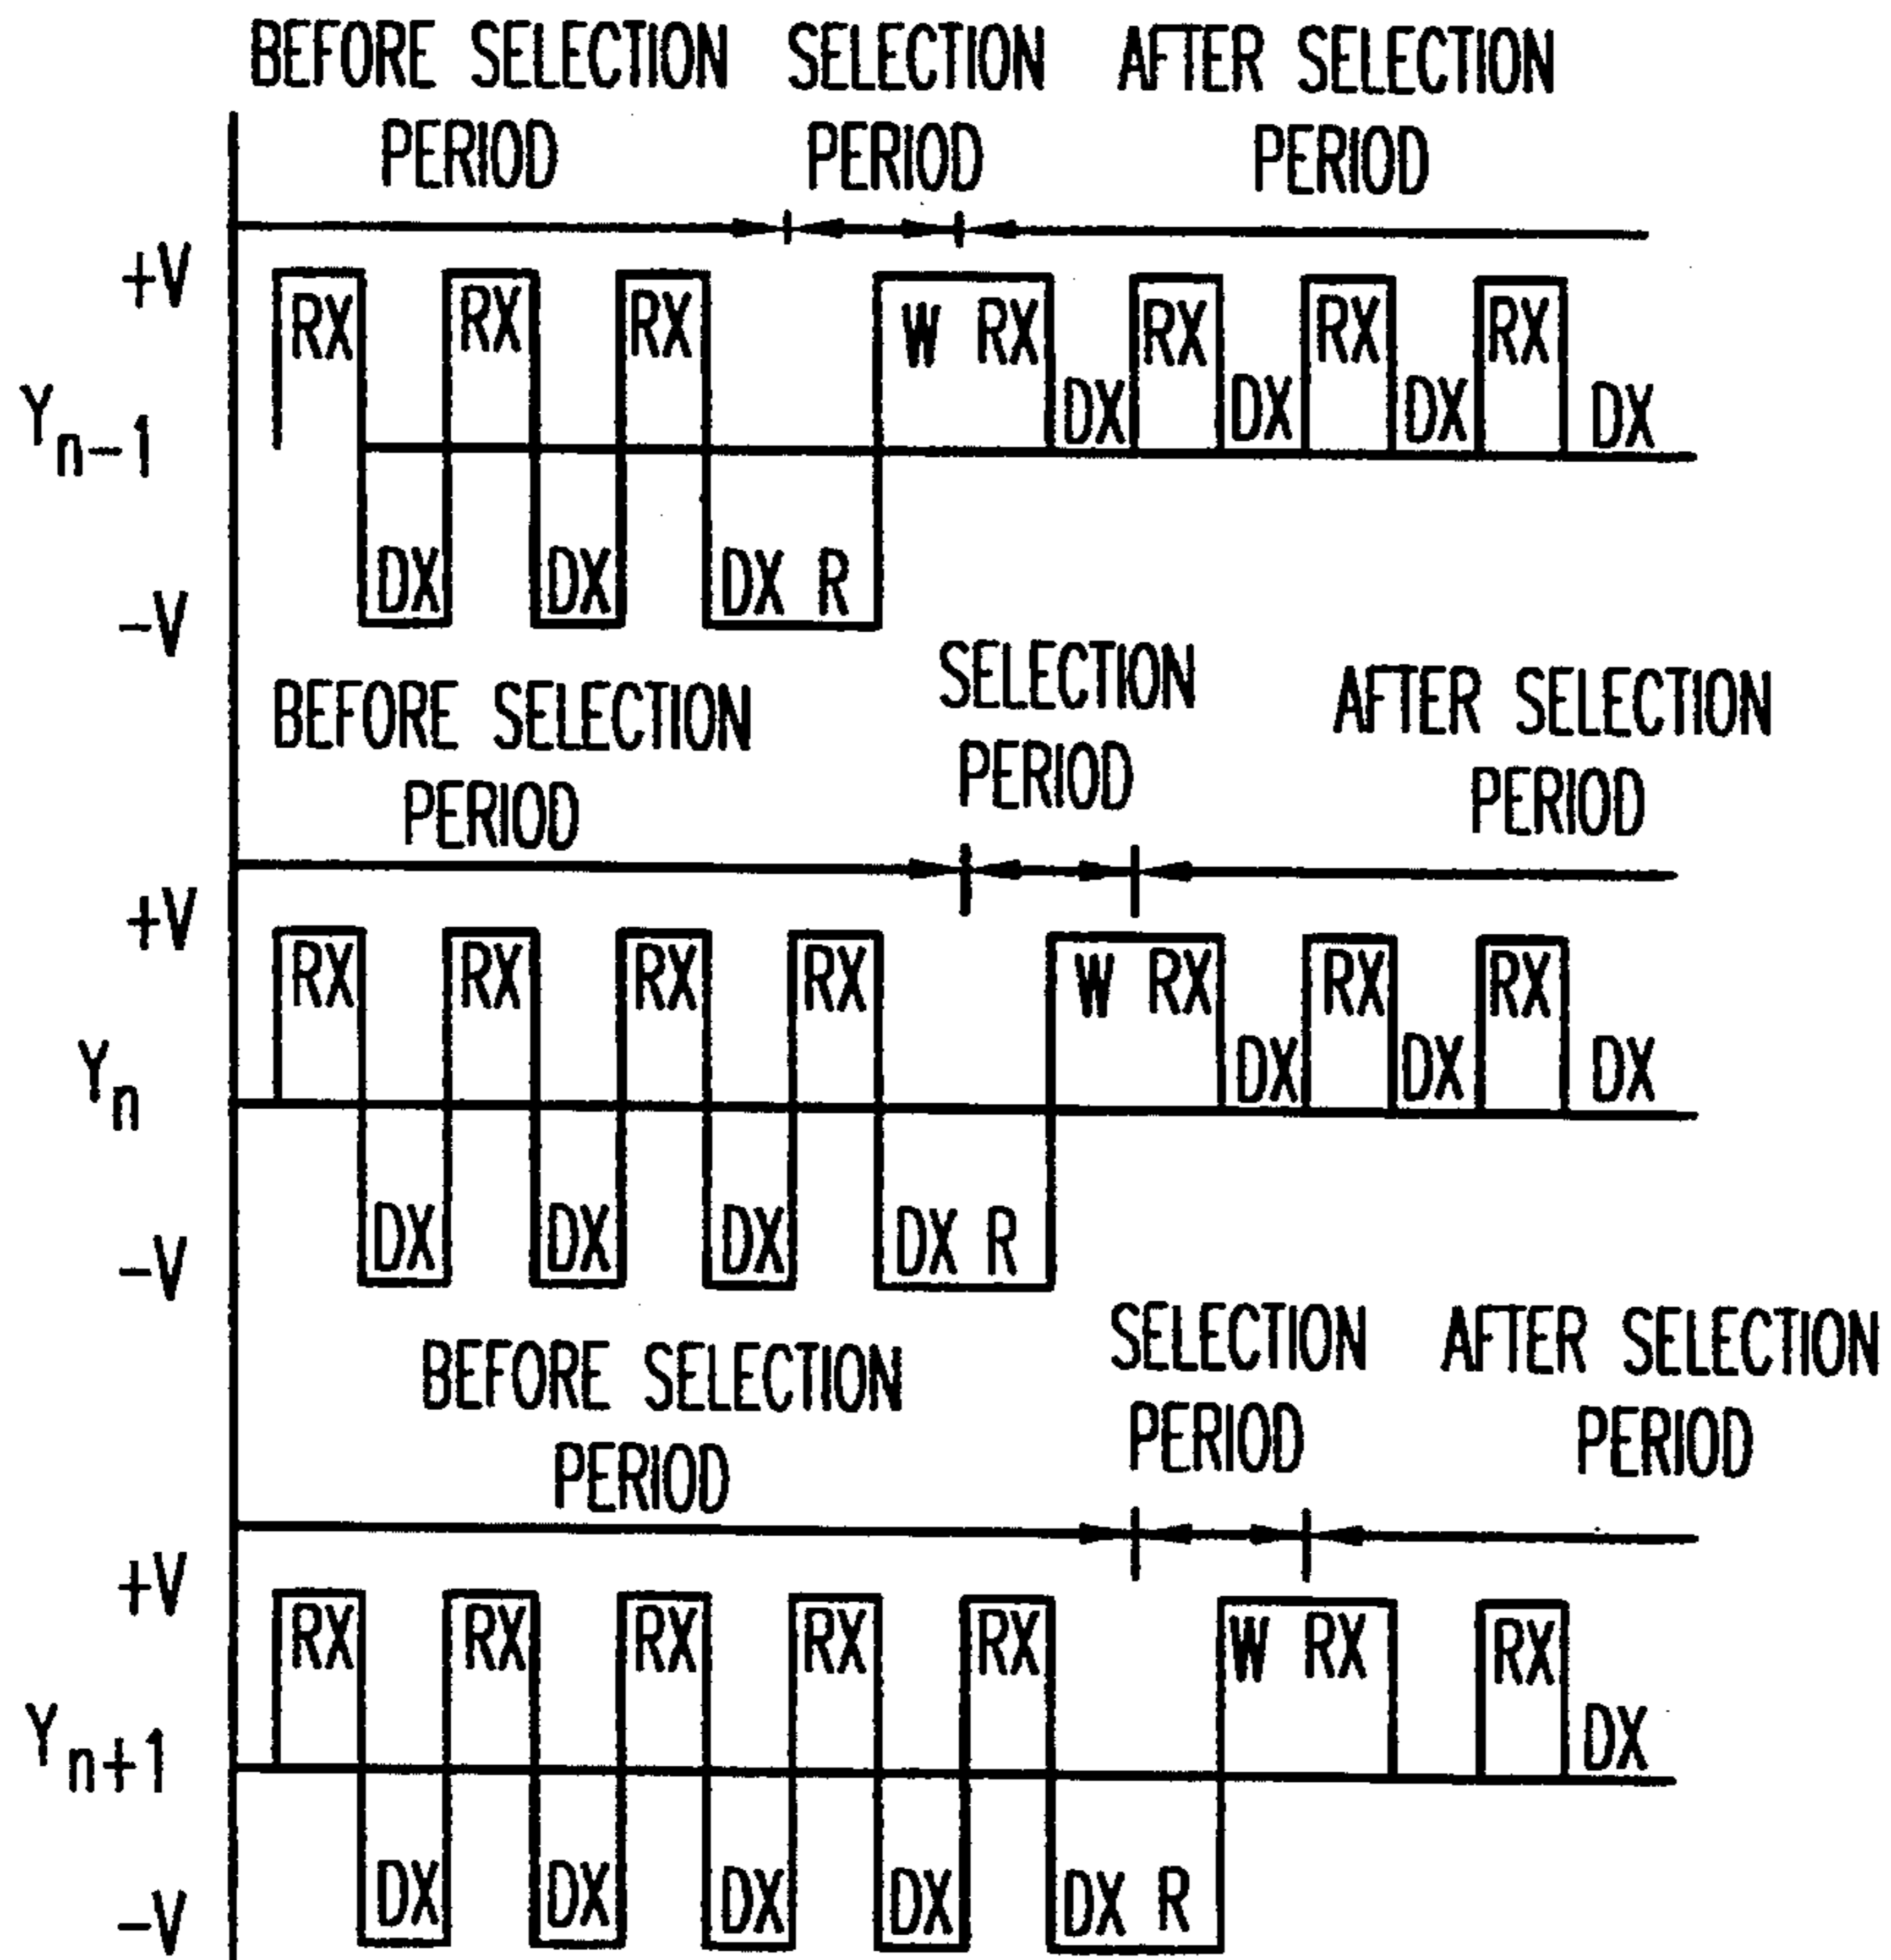 BEFORE SELECTION PERIOD
SELECTION PERIOD
AFTER SELECTION PERIOD
+V
RX RX RX W RX RX RX RX
Yn-1
DX DX DX DX
DX DX DX R
-V
BEFORE SELECTION PERIOD
SELECTION PERIOD
AFTER SELECTION PERIOD
+V
RX RX RX RX W RX RX RX
Yn
DX DX DX
DX DX DX DX R
-V
BEFORE SELECTION PERIOD
SELECTION PERIOD
AFTER SELECTION PERIOD
+V
RX RX RX RX RX W RX RX
Yn+1
DX
DX DX DX DX DX R
-V